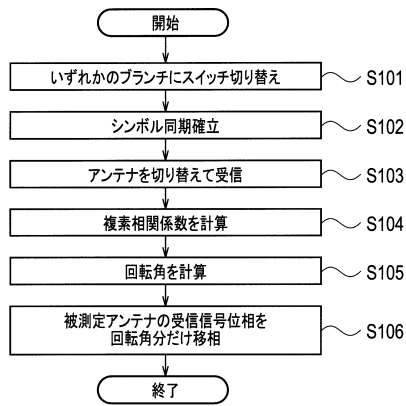 開始
いずれかのブランチにスイッチ切り替え
S101
シンボル同期確立
S102
アンテナを切り替えて受信
S103
複素相関係数を計算
S104
回転角を計算
S105
被測定アンテナの受信信号位相を
回転角分だけ移相
S106
終了